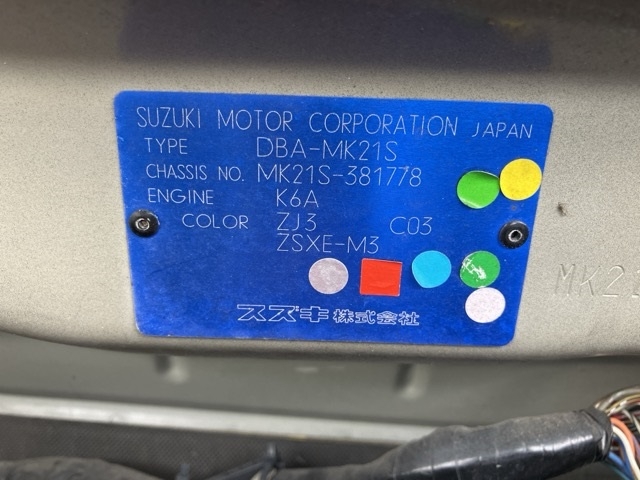 SUZUKI MOTOR CORPORATION JAPAN
TYPE DBA-MK21S
CHASSIS NO. MK21S-381778
ENGINE K6A
COLOR ZJ3 C03
ZSXE-M3
スズキ株式会社
MK21